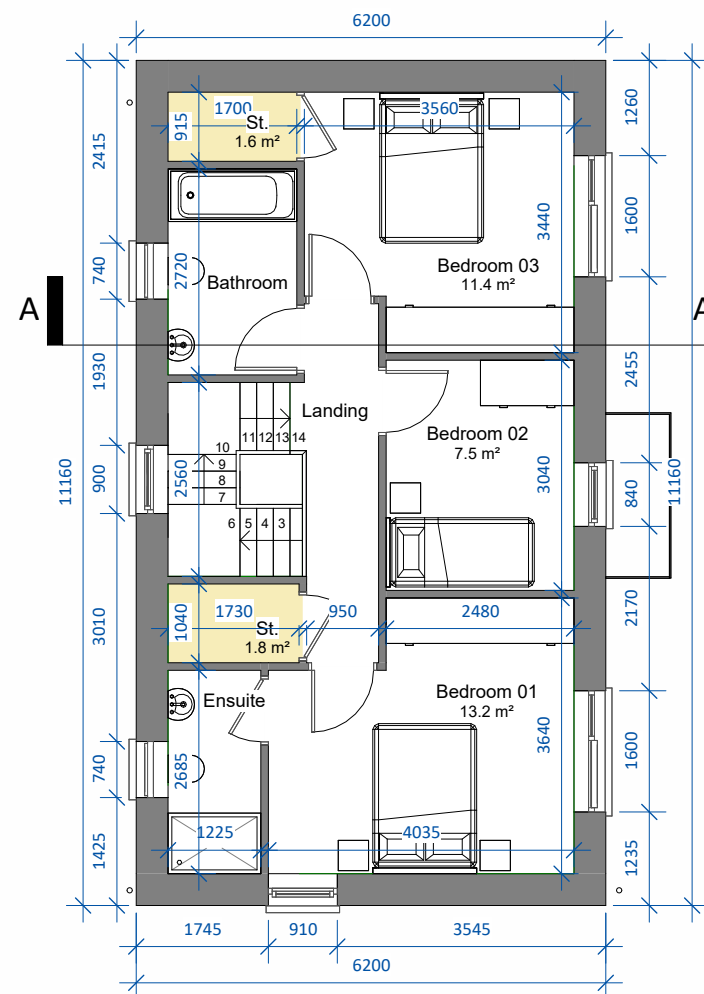 6200
1700
3560
St.
1.6 m²
915
1260
2415
1600
3440
Bedroom 03
11.4 m²
740
2720
Bathroom
A
A
1930
2455
Landing
11 12 13 14
10
9
8
7
6 5 4 3
Bedroom 02
7.5 m²
11160
900
2560
3040
840
11160
3010
1040
1730
950
2480
St.
1.8 m²
2170
Ensuite
Bedroom 01
13.2 m²
740
2685
3640
1600
1225
4035
1425
1235
1745
910
3545
6200